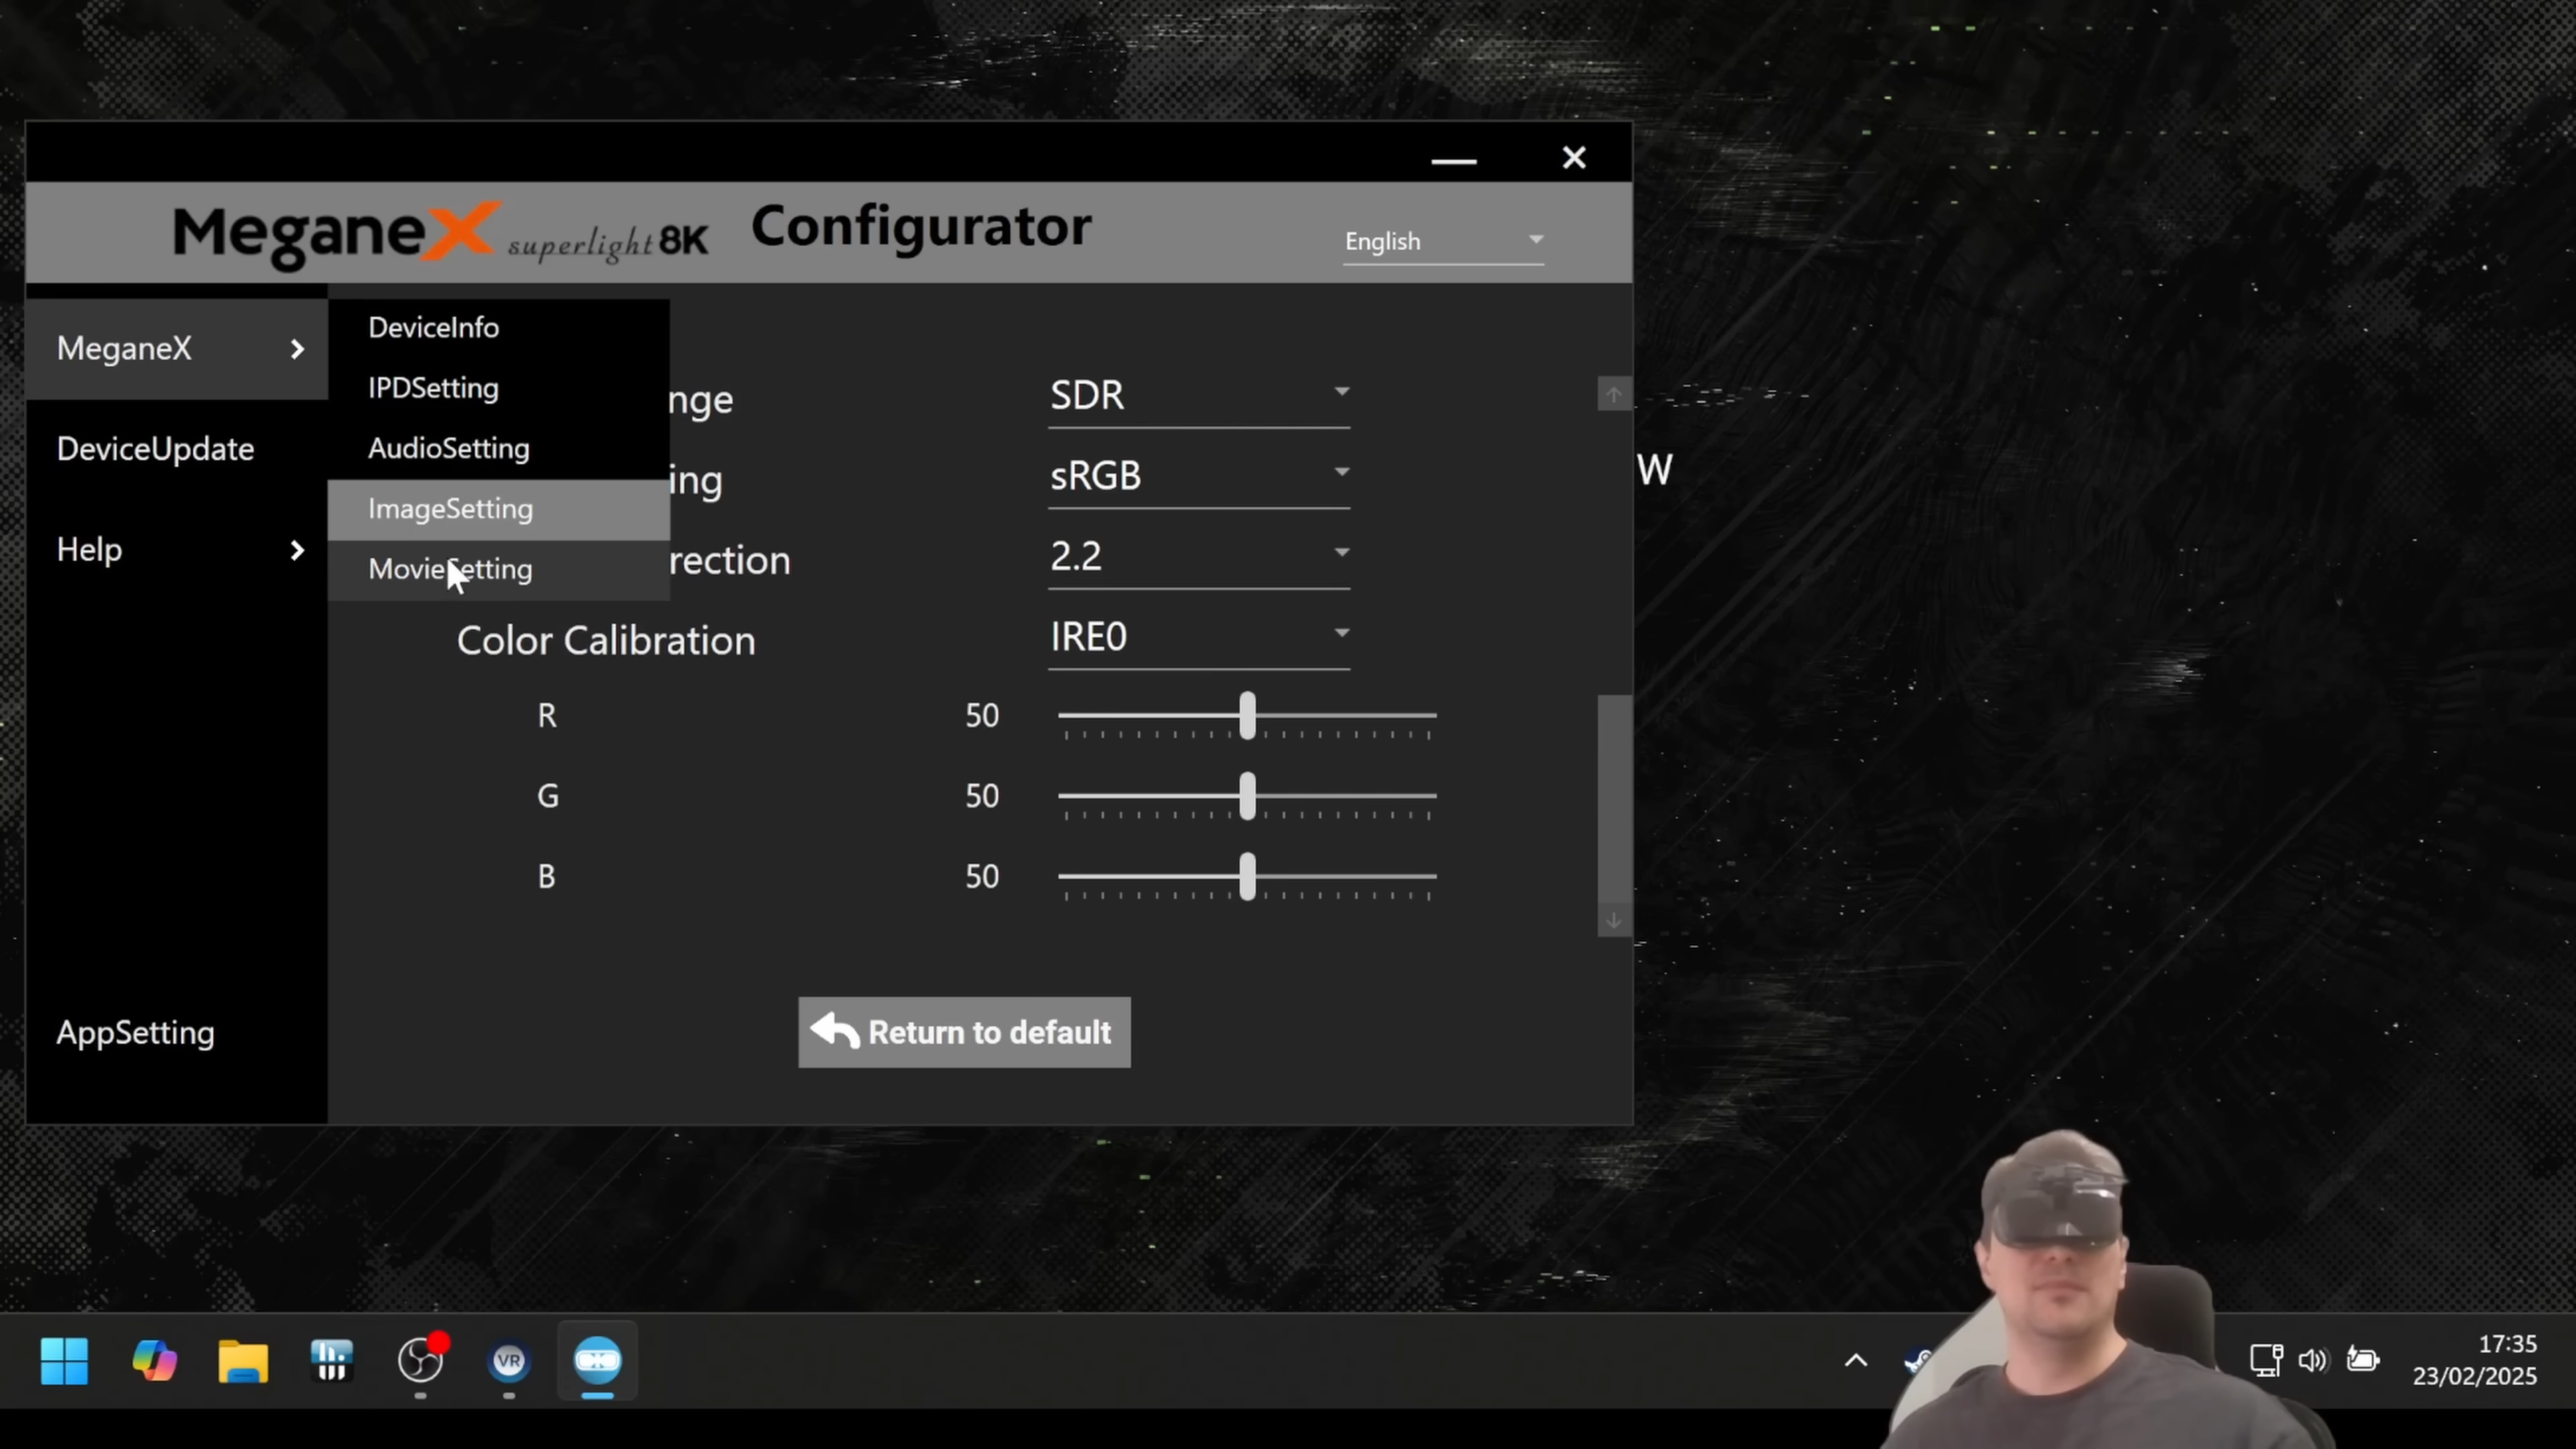 MeganeX superlight 8K Configurator
English
MeganeX
DeviceUpdate
Help
AppSetting
DeviceInfo
IPDSetting
AudioSetting
ImageSetting
MovieSetting
nge SDR
ing sRGB
rection 2.2
Color Calibration IRE0
R 50
G 50
B 50
Return to default
W
VR
17:35
23/02/2025